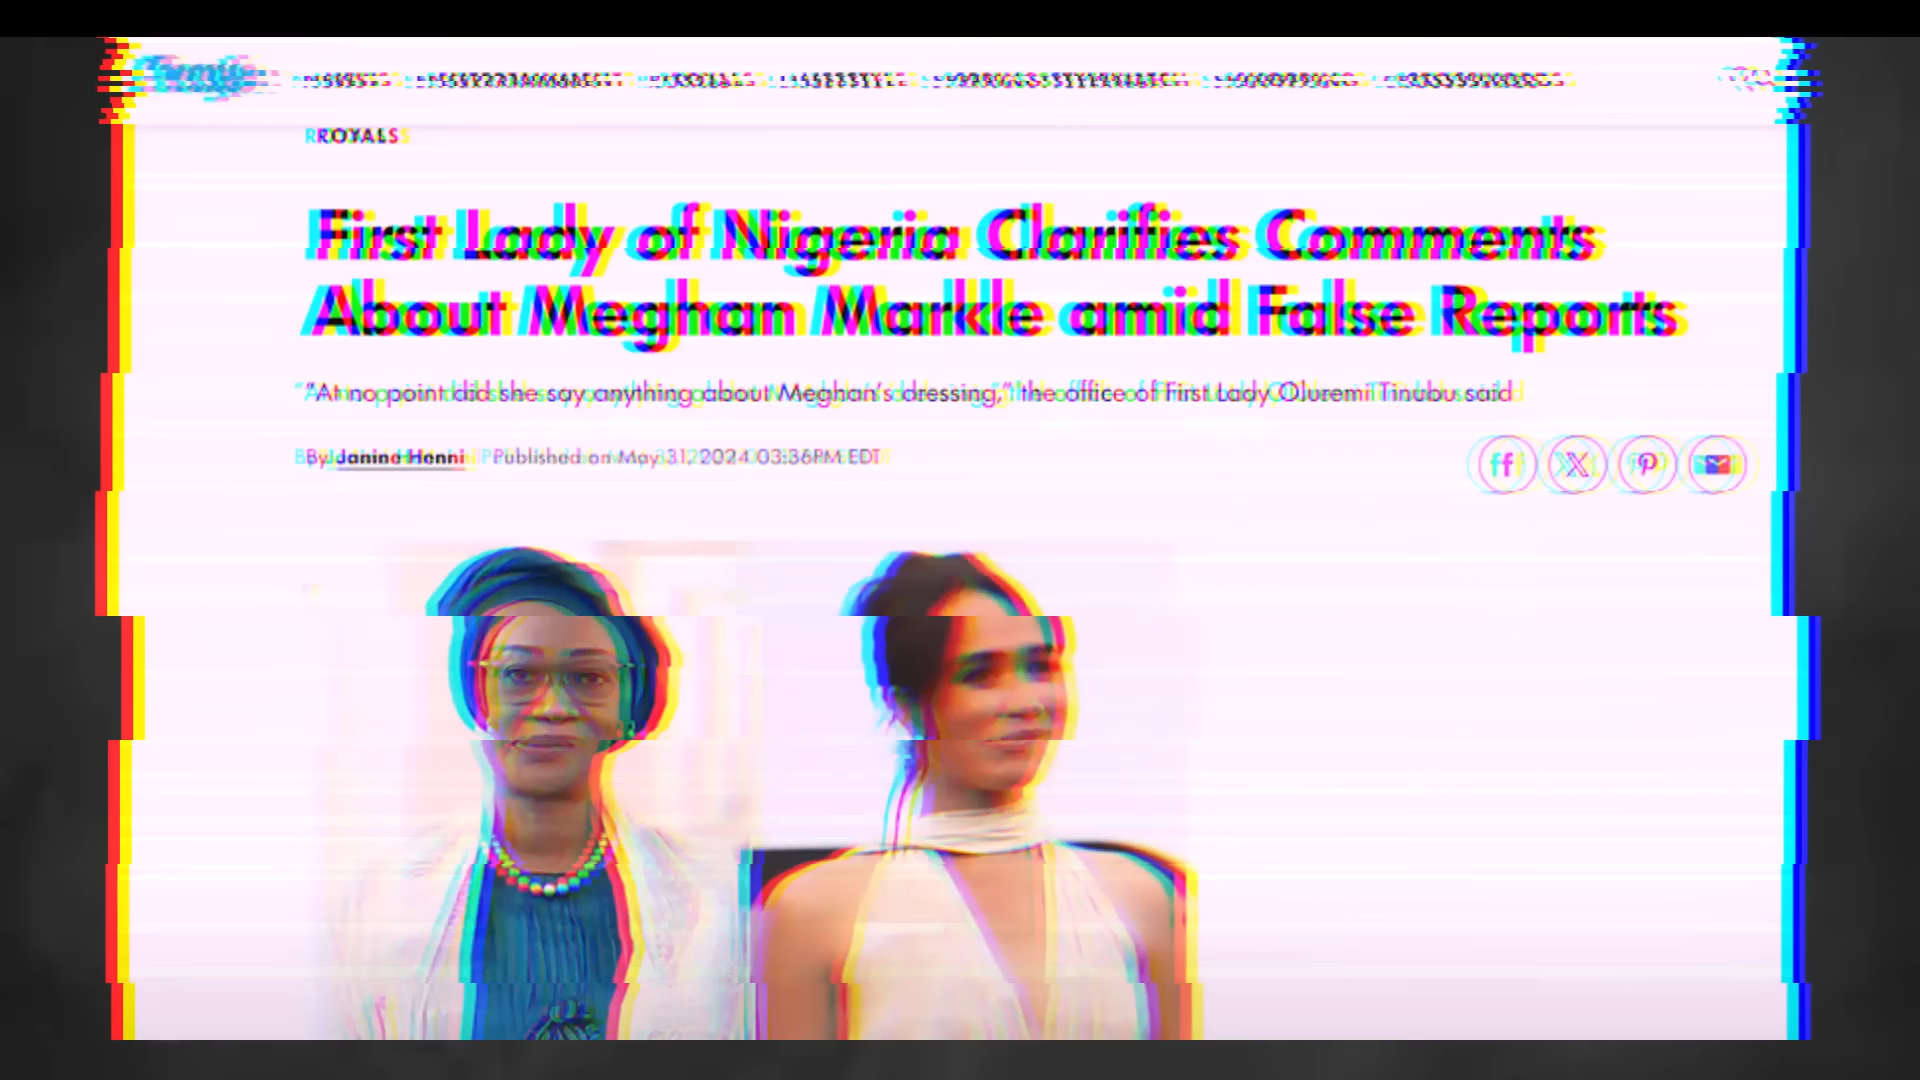 ROYALS
First Lady of Nigeria Clarifies Comments
About Meghan Markle amid False Reports
“At no point did she say anything about Meghan’s dressing,” the office of First Lady Oluremi Tinubu said
By Janine Henni Published on May 31, 2024 03:36PM EDT